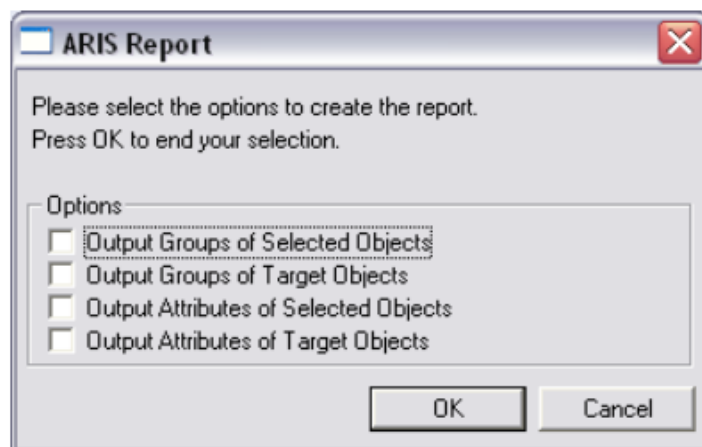 ARIS Report
Please select the options to create the report.
Press OK to end your selection.
Options
Output Groups of Selected Objects
Output Groups of Target Objects
Output Attributes of Selected Objects
Output Attributes of Target Objects
OK
Cancel